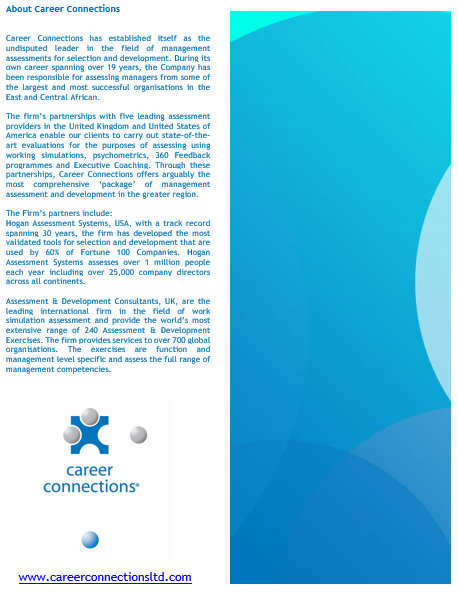 About Career Connections
Career Connections has established itself as the
undisputed leader in the field of management
assessments for selection and development. During its
own career spanning over 19 years, the Company has
been responsible for assessing managers from some of
the largest and most successful organisations in the
East and Central African.
The firm's partnerships with five leading assessment
providers in the United Kingdom and United States of
America enable our clients to carry out state-of-the-
art evaluations for the purposes of assessing using
working simulations, psychometrics, 360 Feedback
programmes and Executive Coaching. Through these
partnerships, Career Connections offers arguably the
most comprehensive 'package' of management
assessment and development in the greater region.
The Firm's partners include:
Hogan Assessment Systems, USA, with a track record
spanning 30 years, the firm has developed the most
validated tools for selection and development that are
used by 60% of Fortune 100 Companies. Hogan
Assessment Systems assesses over 1 million people
each year including over 25,000 company directors
across all continents.
Assessment & Development Consultants, UK, are the
leading international firm in the field of work
simulation assessment and provide the world's most
extensive range of 240 Assessment & Development
Exercises. The firm provides services to over 700 global
organisations. The exercises are function and
management level specific and assess the full range of
management competencies.
career
connections®
www.careerconnectionsltd.com